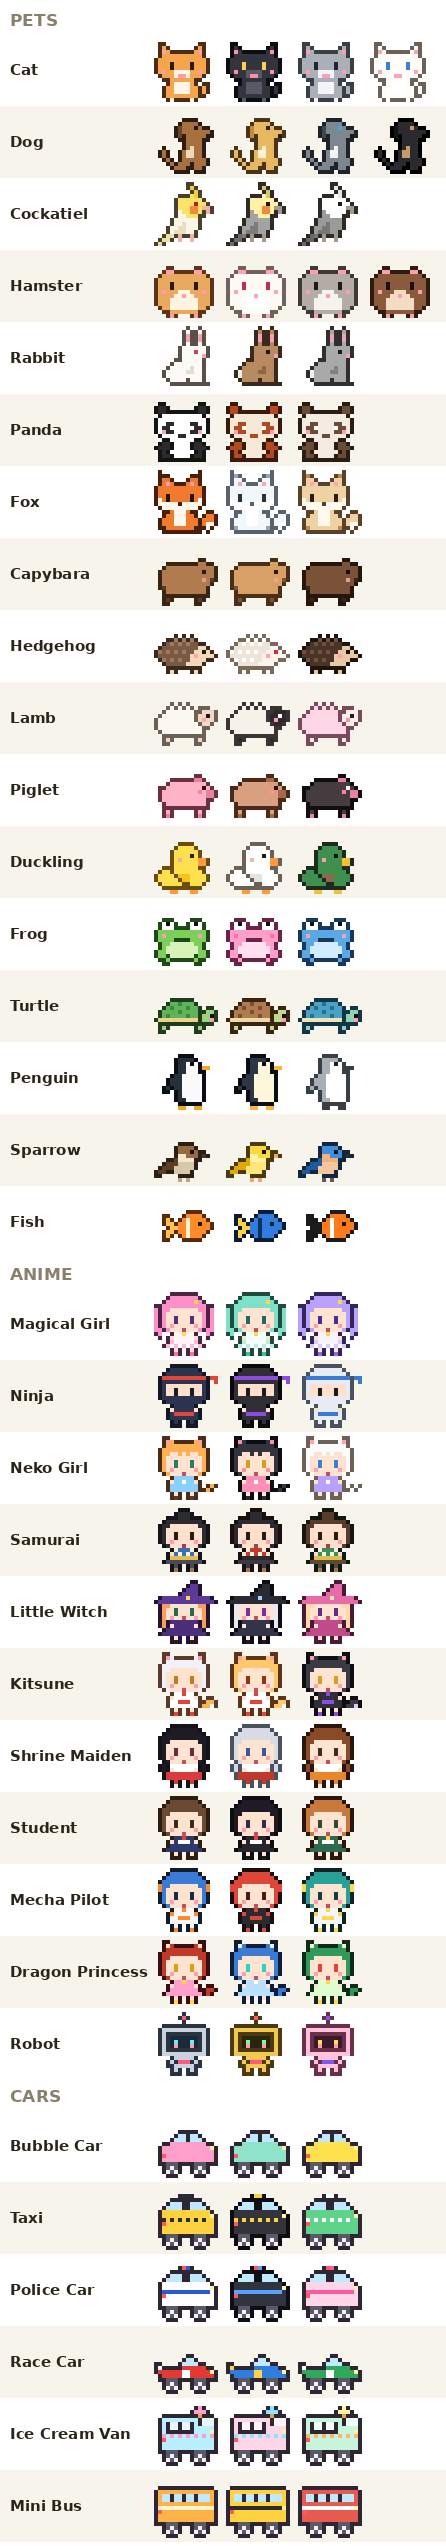 PETS
Cat
Dog
Cockatiel
Hamster
Rabbit
Panda
Fox
Capybara
Hedgehog
Lamb
Piglet
Duckling
Frog
Turtle
Penguin
Sparrow
Fish
ANIME
Magical Girl
Ninja
Neko Girl
Samurai
Little Witch
Kitsune
Shrine Maiden
Student
Mecha Pilot
Dragon Princess
Robot
CARS
Bubble Car
Taxi
Police Car
Race Car
Ice Cream Van
Mini Bus